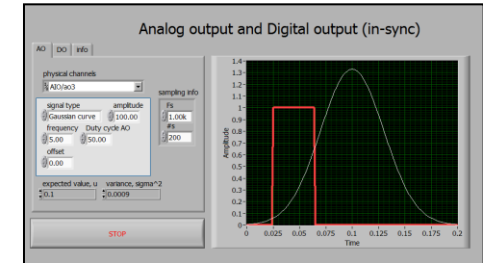 Analog output and Digital output (in-sync)
AO DO info
physical channels
AIO/ao3
sampling info
signal type amplitude
Gaussian curve 100.00
Fs
1.00k
frequency Duty cycle AO
5.00 50.00
#s
200
offset
0.00
expected value, u variance, sigma^2
0.1 0.0009
STOP
Amplitude
1.4
1.3
1.2
1.1
1
0.9
0.8
0.7
0.6
0.5
0.4
0.3
0.2
0.1
0
0 0.025 0.05 0.075 0.1 0.125 0.15 0.175 0.2
Time